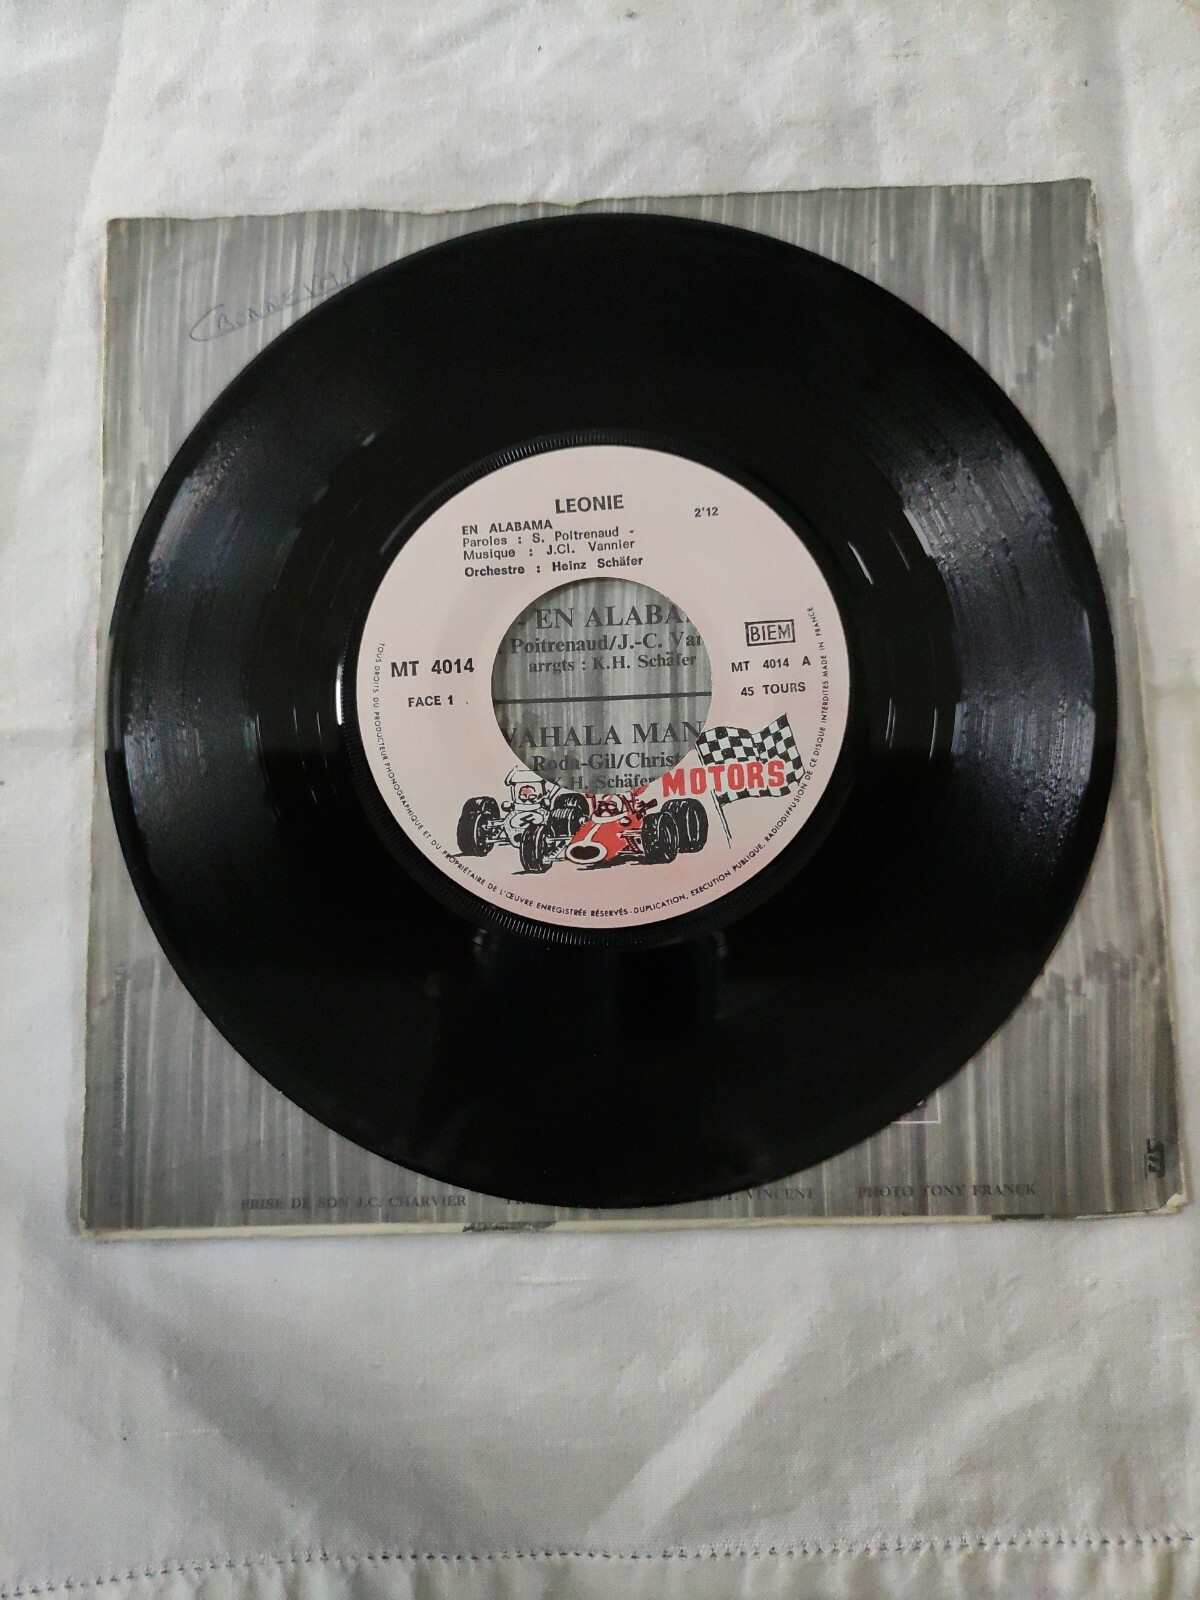 LEONIE
2'12
EN ALABAMA
Paroles : S. Poitrenaud -
Musique : J.Cl. Vannier
Orchestre : Heinz Schäfer
- EN ALABA
Poitrenaud/J.-C. Van
arrgts : K.H. Schäfer
BIEM
MT 4014
FACE 1
MT 4014 A
45 TOURS
WAHALA MAN
Roda-Gil/Christ
K.H. Schäfer
MOTORS
TOUS DROITS DU PRODUCTEUR PHONOGRAPHIQUE ET DU PROPRIÉTAIRE DE L'ŒUVRE ENREGISTRÉE RÉSERVÉS - DUPLICATION, EXECUTION PUBLIQUE, RADIODIFFUSION DE CE DISQUE INTERDITES MADE IN FRANCE
PRISE DE SON J.C. CHARVIER
VINCENT
PHOTO TONY FRANCK